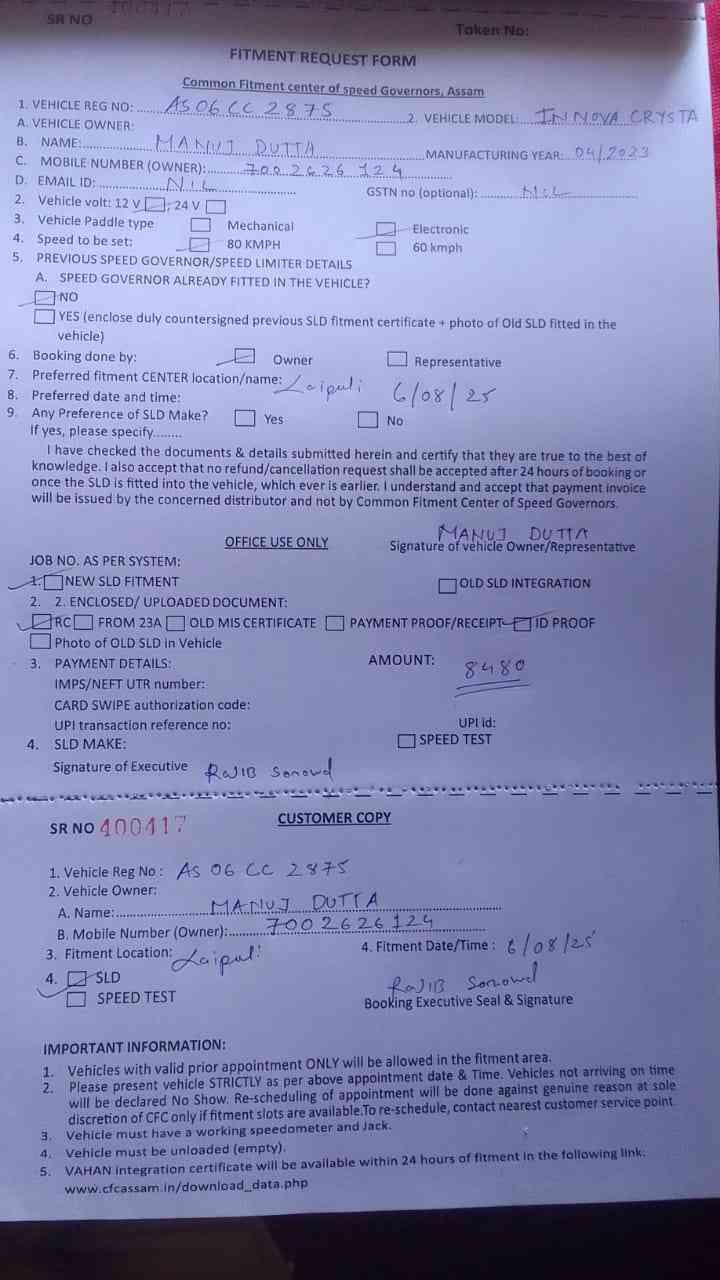 SR NO 400417
Token No:
FITMENT REQUEST FORM
Common Fitment center of speed Governors, Assam
1. VEHICLE REG NO: ...... AS 06 CC 2875 ...... 2. VEHICLE MODEL: INNOVA CRYSTA
A. VEHICLE OWNER:
B. NAME: ...... MANUJ DUTTA ...... MANUFACTURING YEAR: 04/2023
C. MOBILE NUMBER (OWNER): ...... 7002626124
D. EMAIL ID: ...... NIL ...... GSTN no (optional): ...... NIL
2. Vehicle volt: 12 V ; 24 V
3. Vehicle Paddle type Mechanical Electronic
4. Speed to be set: 80 KMPH 60 kmph
5. PREVIOUS SPEED GOVERNOR/SPEED LIMITER DETAILS
A. SPEED GOVERNOR ALREADY FITTED IN THE VEHICLE?
NO
YES (enclose duly countersigned previous SLD fitment certificate + photo of Old SLD fitted in the
vehicle)
6. Booking done by: Owner Representative
7. Preferred fitment CENTER location/name: Laipuli
8. Preferred date and time: 6/08/25
9. Any Preference of SLD Make? Yes No
If yes, please specify........
I have checked the documents & details submitted herein and certify that they are true to the best of
knowledge. I also accept that no refund/cancellation request shall be accepted after 24 hours of booking or
once the SLD is fitted into the vehicle, which ever is earlier. I understand and accept that payment invoice
will be issued by the concerned distributor and not by Common Fitment Center of Speed Governors.
MANUJ DUTTA
OFFICE USE ONLY Signature of vehicle Owner/Representative
JOB NO. AS PER SYSTEM:
1. NEW SLD FITMENT OLD SLD INTEGRATION
2. 2. ENCLOSED/ UPLOADED DOCUMENT:
RC FROM 23A OLD MIS CERTIFICATE PAYMENT PROOF/RECEIPT ID PROOF
Photo of OLD SLD in Vehicle
3. PAYMENT DETAILS: AMOUNT: 8480
IMPS/NEFT UTR number:
CARD SWIPE authorization code:
UPI transaction reference no: UPI id:
4. SLD MAKE: SPEED TEST
Signature of Executive RAJIB Sonowal
SR NO 400417 CUSTOMER COPY
1. Vehicle Reg No : AS 06 CC 2875
2. Vehicle Owner:
A. Name: ...... MANUJ DUTTA
B. Mobile Number (Owner): ...... 7002626124
3. Fitment Location: Laipuli 4. Fitment Date/Time : 6/08/25
4. SLD
SPEED TEST
RAJIB Sonowal
Booking Executive Seal & Signature
IMPORTANT INFORMATION:
1. Vehicles with valid prior appointment ONLY will be allowed in the fitment area.
2. Please present vehicle STRICTLY as per above appointment date & Time. Vehicles not arriving on time
will be declared No Show. Re-scheduling of appointment will be done against genuine reason at sole
discretion of CFC only if fitment slots are available.To re-schedule, contact nearest customer service point.
3. Vehicle must have a working speedometer and Jack.
4. Vehicle must be unloaded (empty).
5. VAHAN integration certificate will be available within 24 hours of fitment in the following link.
www.cfcassam.in/download_data.php